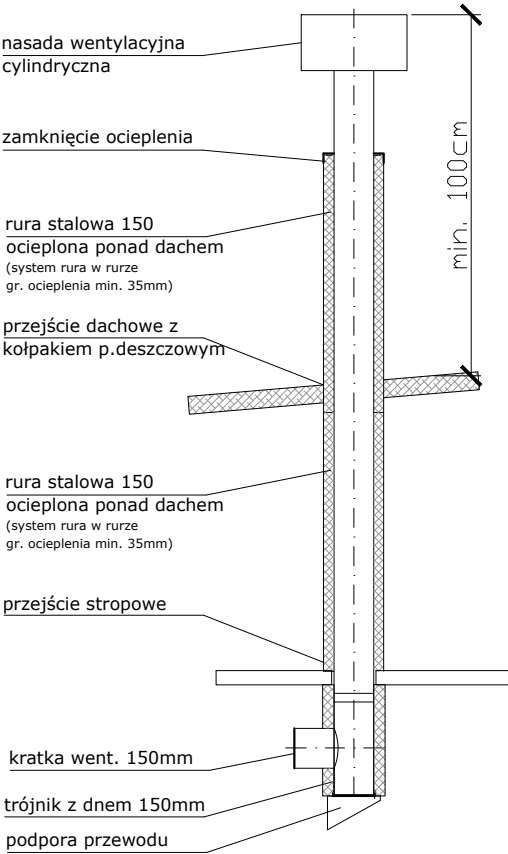 nasada wentylacyjna
cylindryczna
min. 100cm
zamknięcie ocieplenia
rura stalowa 150
ocieplona ponad dachem
(system rura w rurze
gr. ocieplenia min. 35mm)
przejście dachowe z
kołpakiem p.deszczowym
rura stalowa 150
ocieplona ponad dachem
(system rura w rurze
gr. ocieplenia min. 35mm)
przejście stropowe
kratka went. 150mm
trójnik z dnem 150mm
podpora przewodu